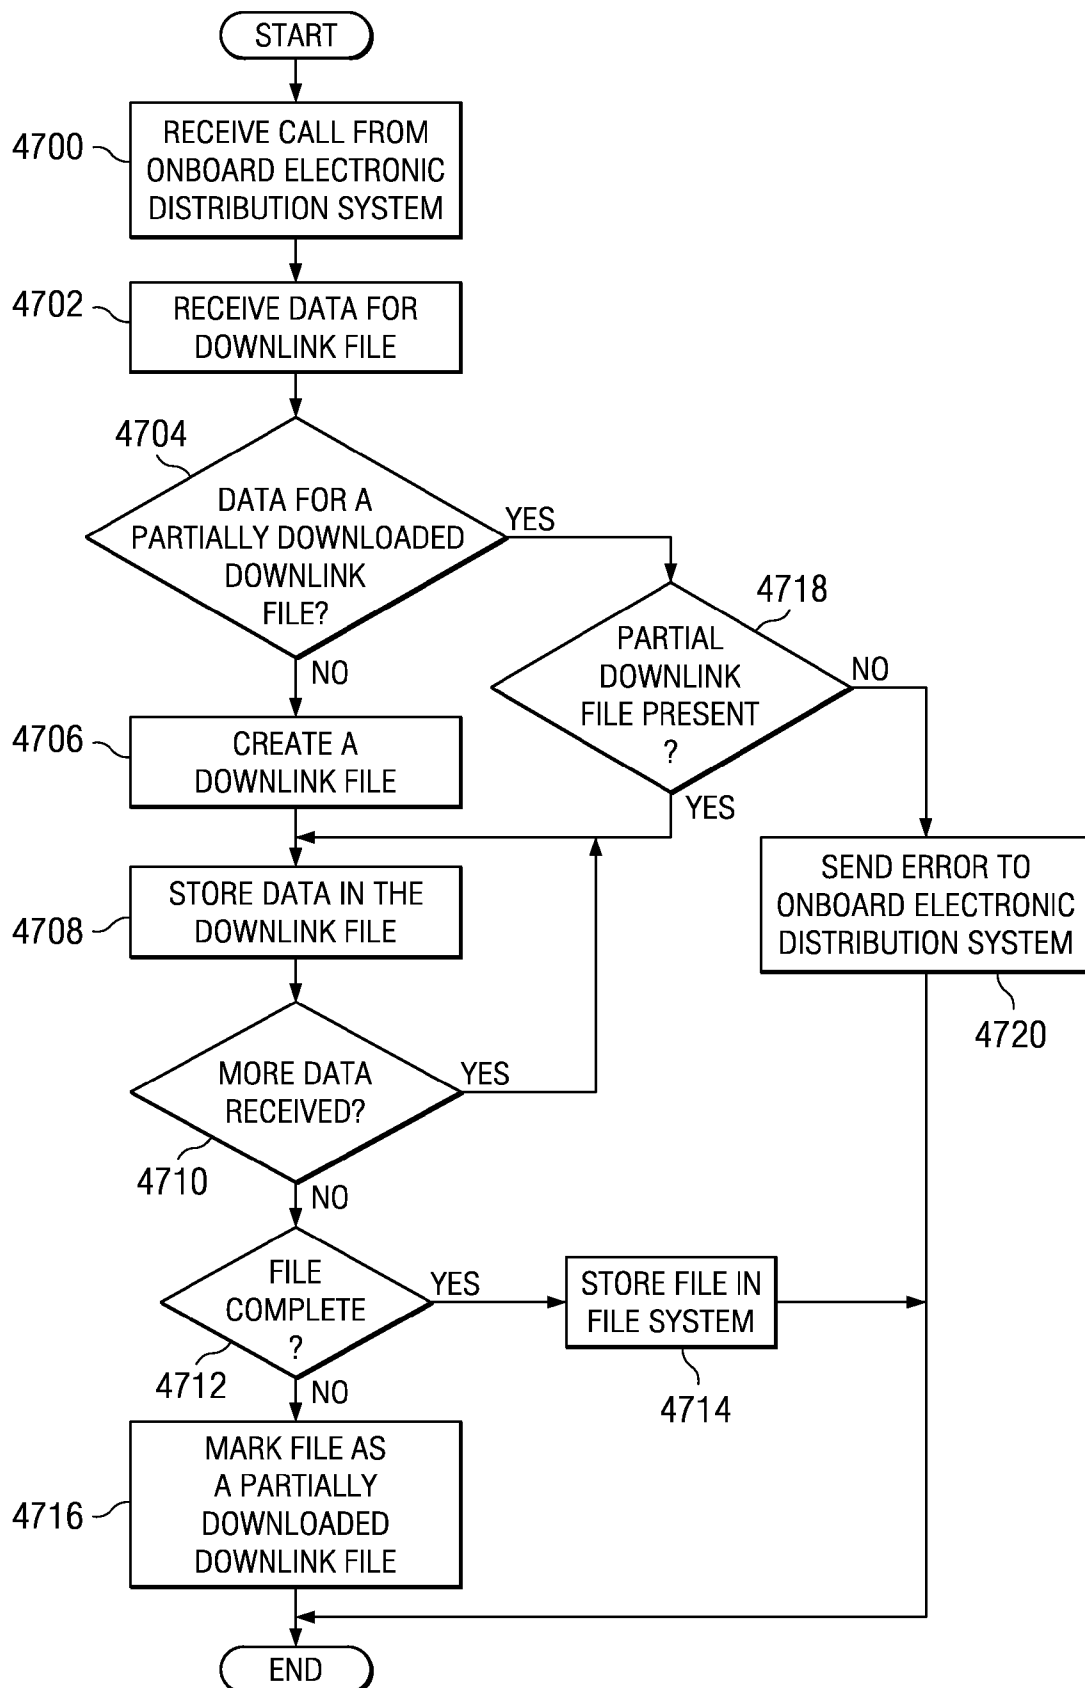 START
4700
RECEIVE CALL FROM
ONBOARD ELECTRONIC
DISTRIBUTION SYSTEM
4702
RECEIVE DATA FOR
DOWNLINK FILE
4704
DATA FOR A
PARTIALLY DOWNLOADED
DOWNLINK
FILE?
YES
NO
4718
PARTIAL
DOWNLINK
FILE PRESENT
?
NO
YES
4706
CREATE A
DOWNLINK FILE
4708
STORE DATA IN THE
DOWNLINK FILE
SEND ERROR TO
ONBOARD ELECTRONIC
DISTRIBUTION SYSTEM
4720
MORE DATA
RECEIVED?
YES
4710
NO
FILE
COMPLETE
?
YES
4712
NO
STORE FILE IN
FILE SYSTEM
4714
4716
MARK FILE AS
A PARTIALLY
DOWNLOADED
DOWNLINK FILE
END